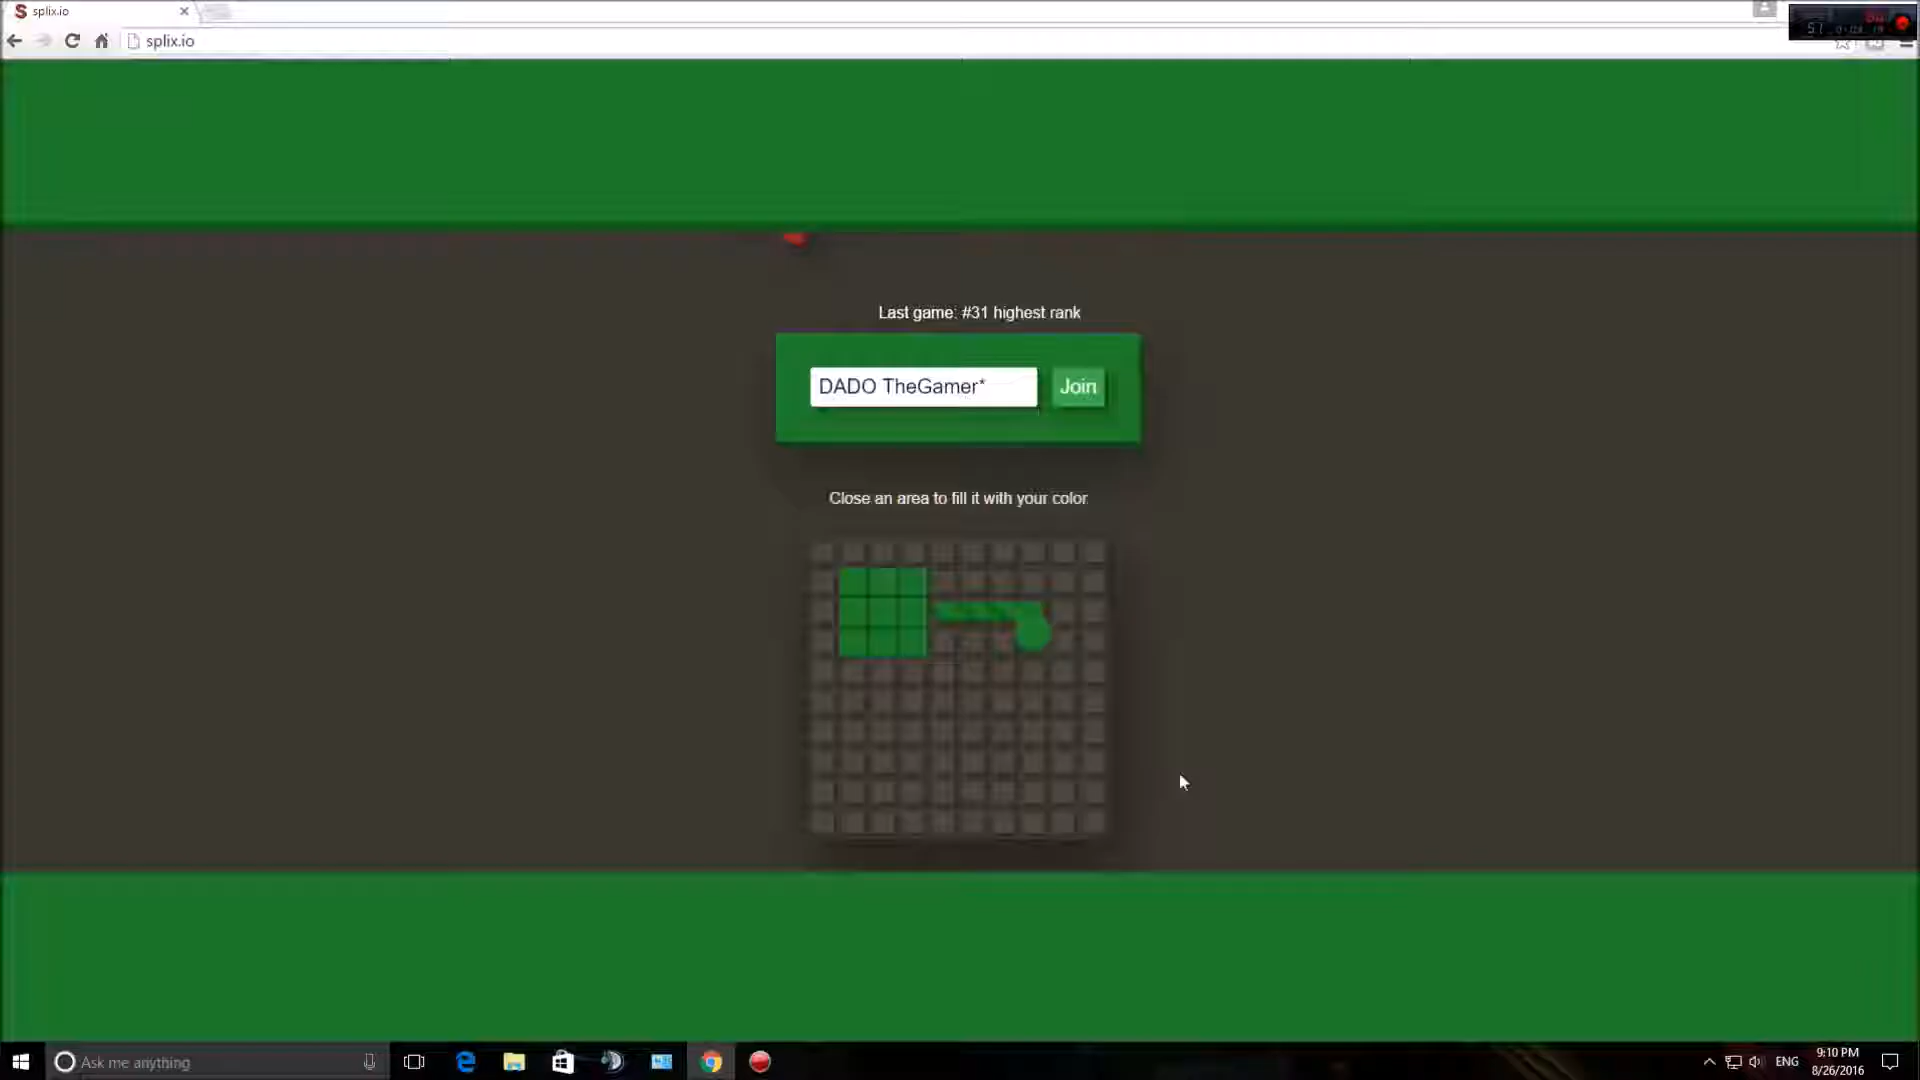 splix.io
splix.io
Last game: #31 highest rank
DADO TheGamer*
Join
Close an area to fill it with your color
Ask me anything
ENG
9:10 PM
8/26/2016